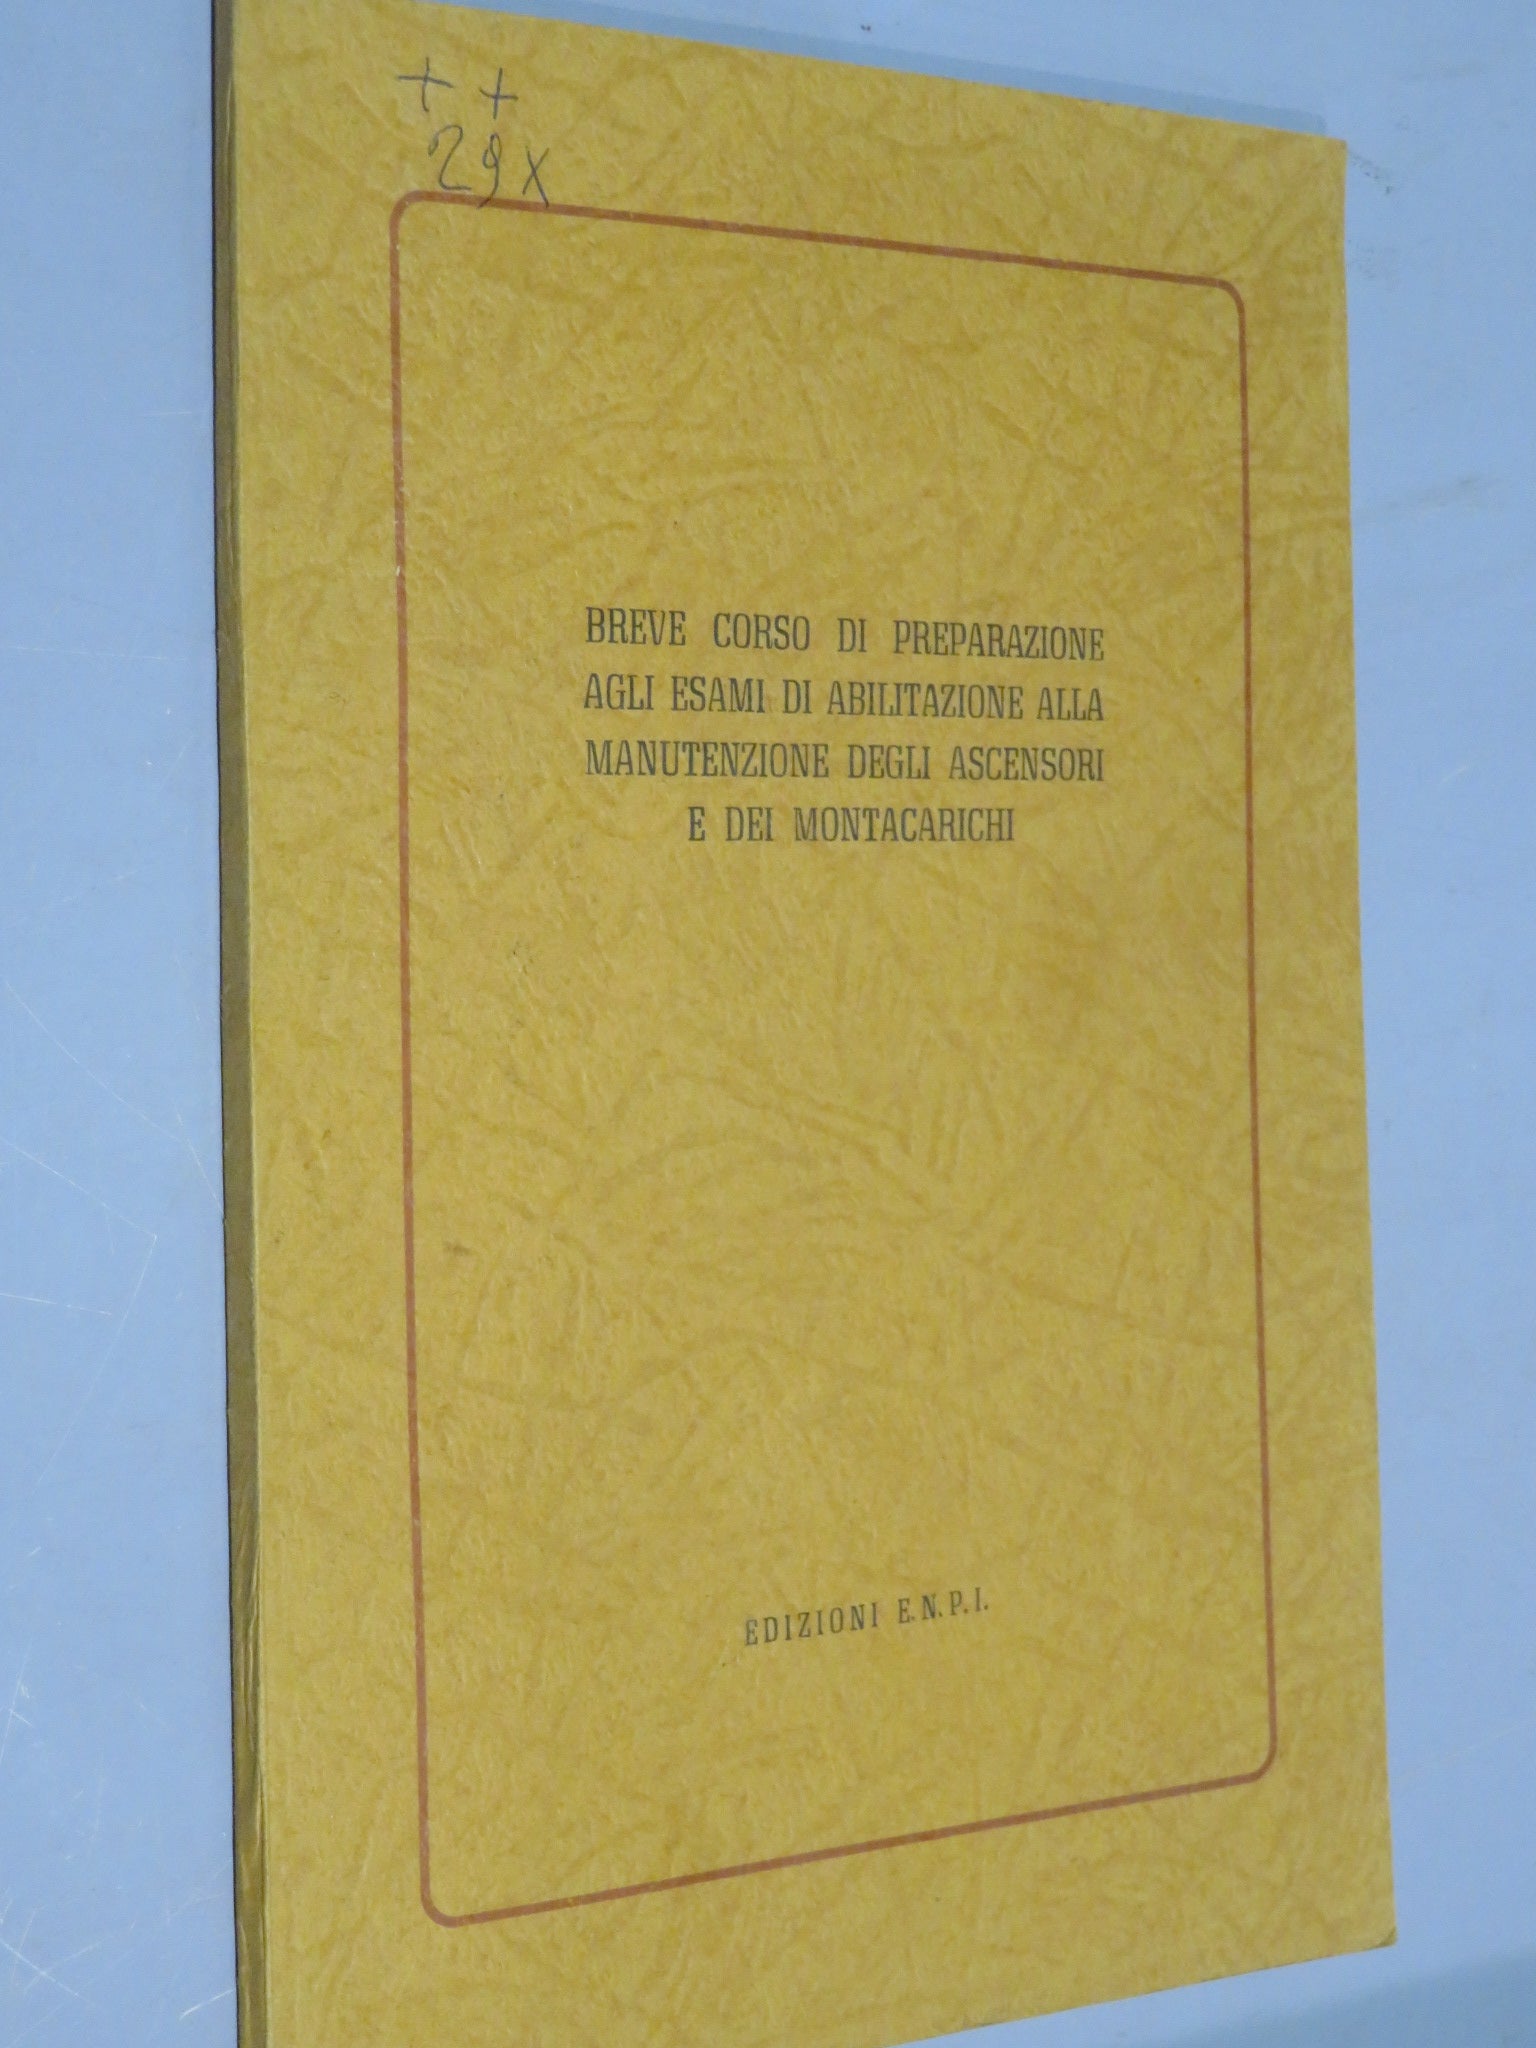 ++
29x
BREVE CORSO DI PREPARAZIONE
AGLI ESAMI DI ABILITAZIONE ALLA
MANUTENZIONE DEGLI ASCENSORI
E DEI MONTACARICHI
EDIZIONI E.N.P.I.